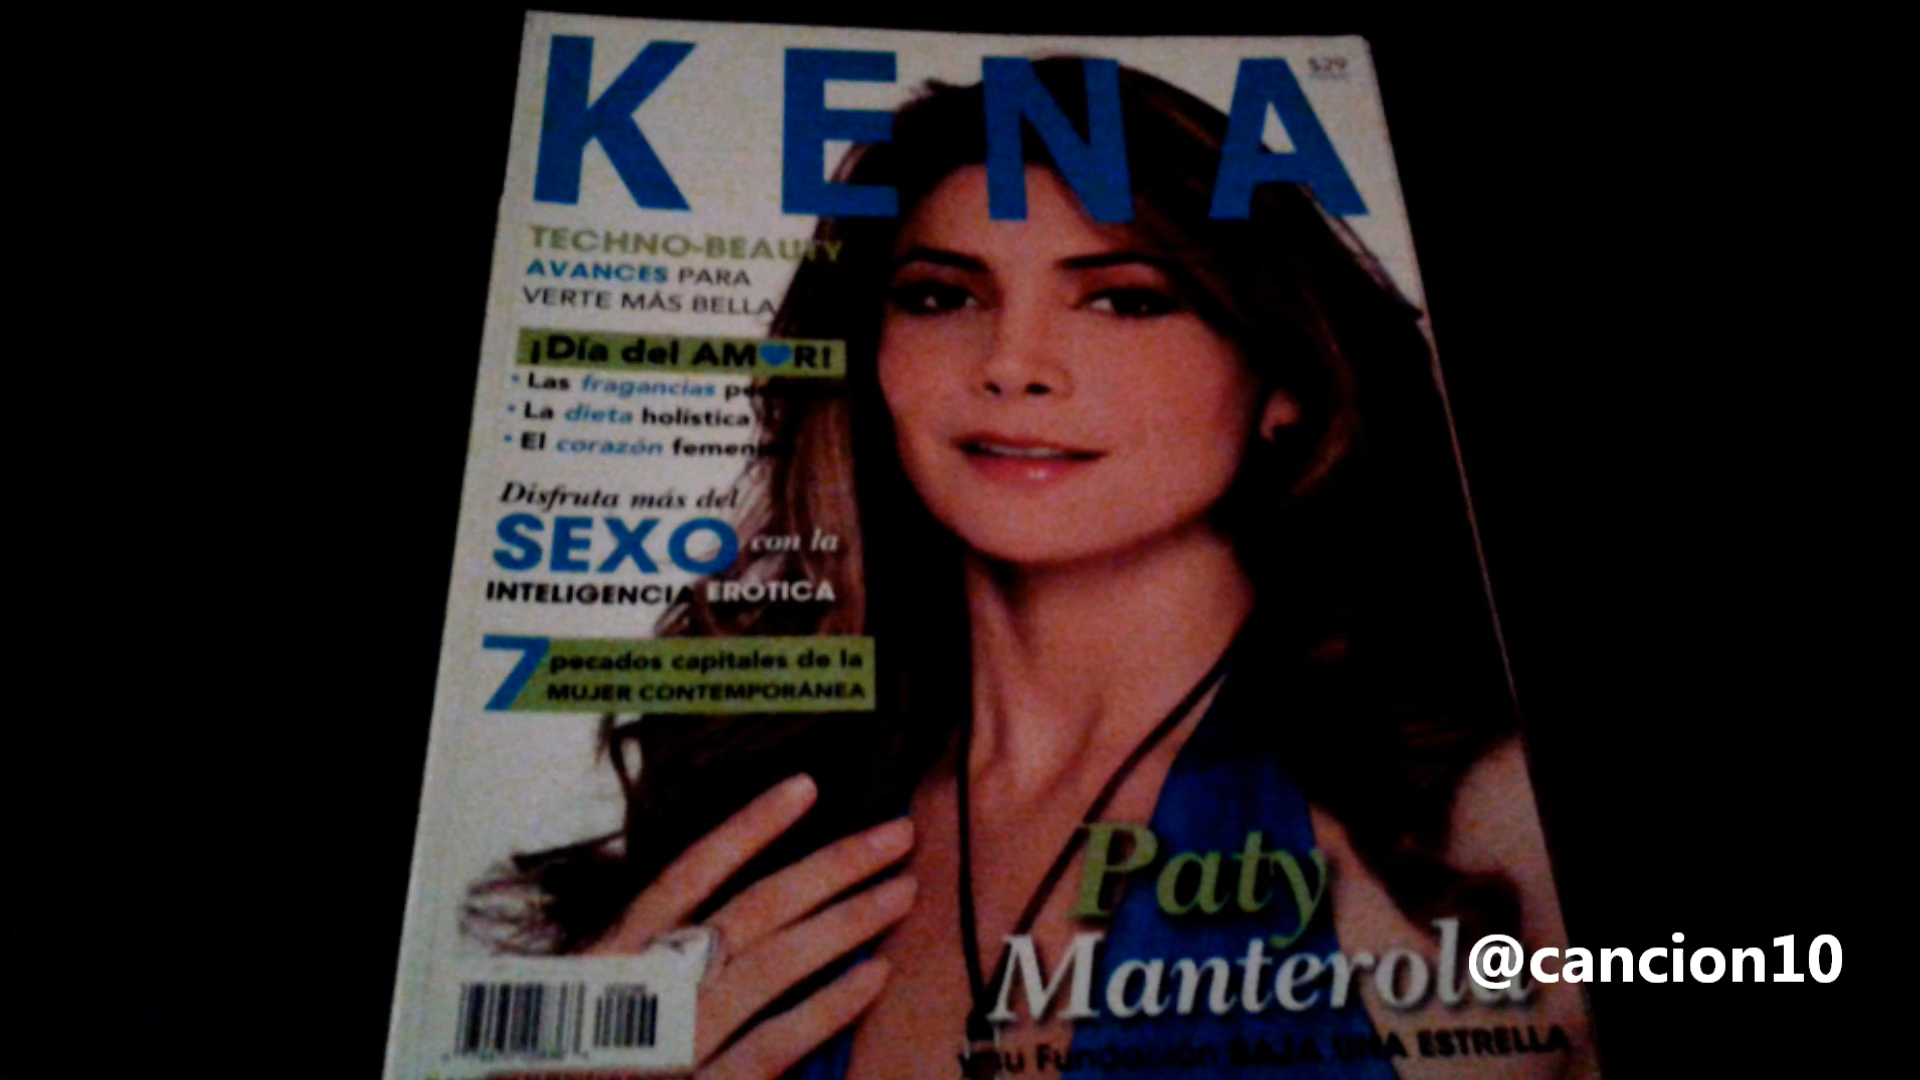 KENA
$29
TECHNO-BEAUTY
AVANCES PARA
VERTE MÁS BELLA
¡Día del AMOR!
• Las fragancias
• La dieta holística
• El corazón
Disfruta más del
SEXO con la
INTELIGENCIA ERÓTICA
7 pecados capitales de la
MUJER CONTEMPORÁNEA
Paty
Manterola
y su Fundación BAJA UNA ESTRELLA
@cancion10